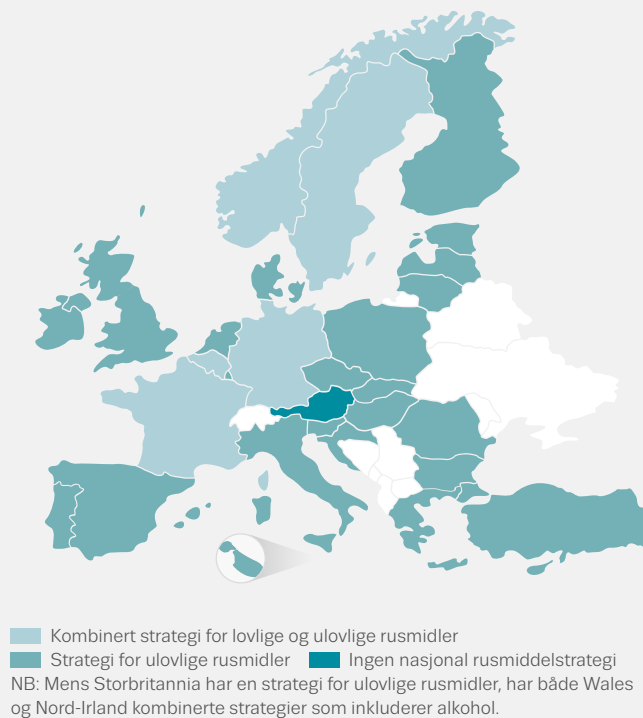 Kombinert strategi for lovlige og ulovlige rusmidler
Strategi for ulovlige rusmidler Ingen nasjonal rusmiddelstrategi
NB: Mens Storbritannia har en strategi for ulovlige rusmidler, har både Wales
og Nord-Irland kombinerte strategier som inkluderer alkohol.